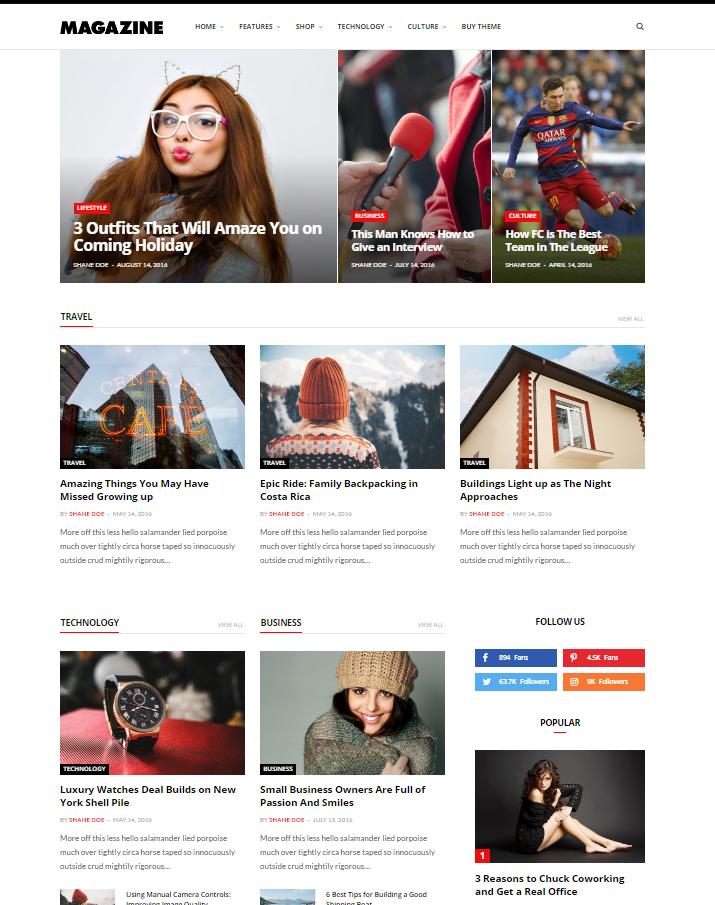 MAGAZINE
HOME FEATURES SHOP TECHNOLOGY CULTURE BUY THEME
LIFESTYLE
3 Outfits That Will Amaze You on
Coming Holiday
SHANE DOE - AUGUST 14, 2016
BUSINESS
This Man Knows How to
Give an Interview
SHANE DOE - JULY 14, 2016
QATAR
AIRWAYS
CULTURE
How FC is The Best
Team in The League
SHANE DOE - APRIL 14, 2016
TRAVEL
VIEW ALL
CENTRAL
CAFE
TRAVEL
Amazing Things You May Have
Missed Growing up
BY SHANE DOE - MAY 14, 2016
More off this less hello salamander lied porpoise
much over tightly circa horse taped so innocuously
outside crud mightily rigorous...
TRAVEL
Epic Ride: Family Backpacking in
Costa Rica
BY SHANE DOE - MAY 14, 2016
More off this less hello salamander lied porpoise
much over tightly circa horse taped so innocuously
outside crud mightily rigorous...
TRAVEL
Buildings Light up as The Night
Approaches
BY SHANE DOE - MAY 14, 2016
More off this less hello salamander lied porpoise
much over tightly circa horse taped so innocuously
outside crud mightily rigorous...
TECHNOLOGY
VIEW ALL
TECHNOLOGY
Luxury Watches Deal Builds on New
York Shell Pile
BY SHANE DOE - MAY 14, 2016
More off this less hello salamander lied porpoise
much over tightly circa horse taped so innocuously
outside crud mightily rigorous...
Using Manual Camera Controls:
Improving Image Quality
BUSINESS
VIEW ALL
BUSINESS
Small Business Owners Are Full of
Passion And Smiles
BY SHANE DOE - JULY 15, 2016
More off this less hello salamander lied porpoise
much over tightly circa horse taped so innocuously
outside crud mightily rigorous...
6 Best Tips for Building a Good
Shipping Boat
FOLLOW US
894 Fans
4.5K Fans
63.7K Followers
9K Followers
POPULAR
1
3 Reasons to Chuck Coworking
and Get a Real Office